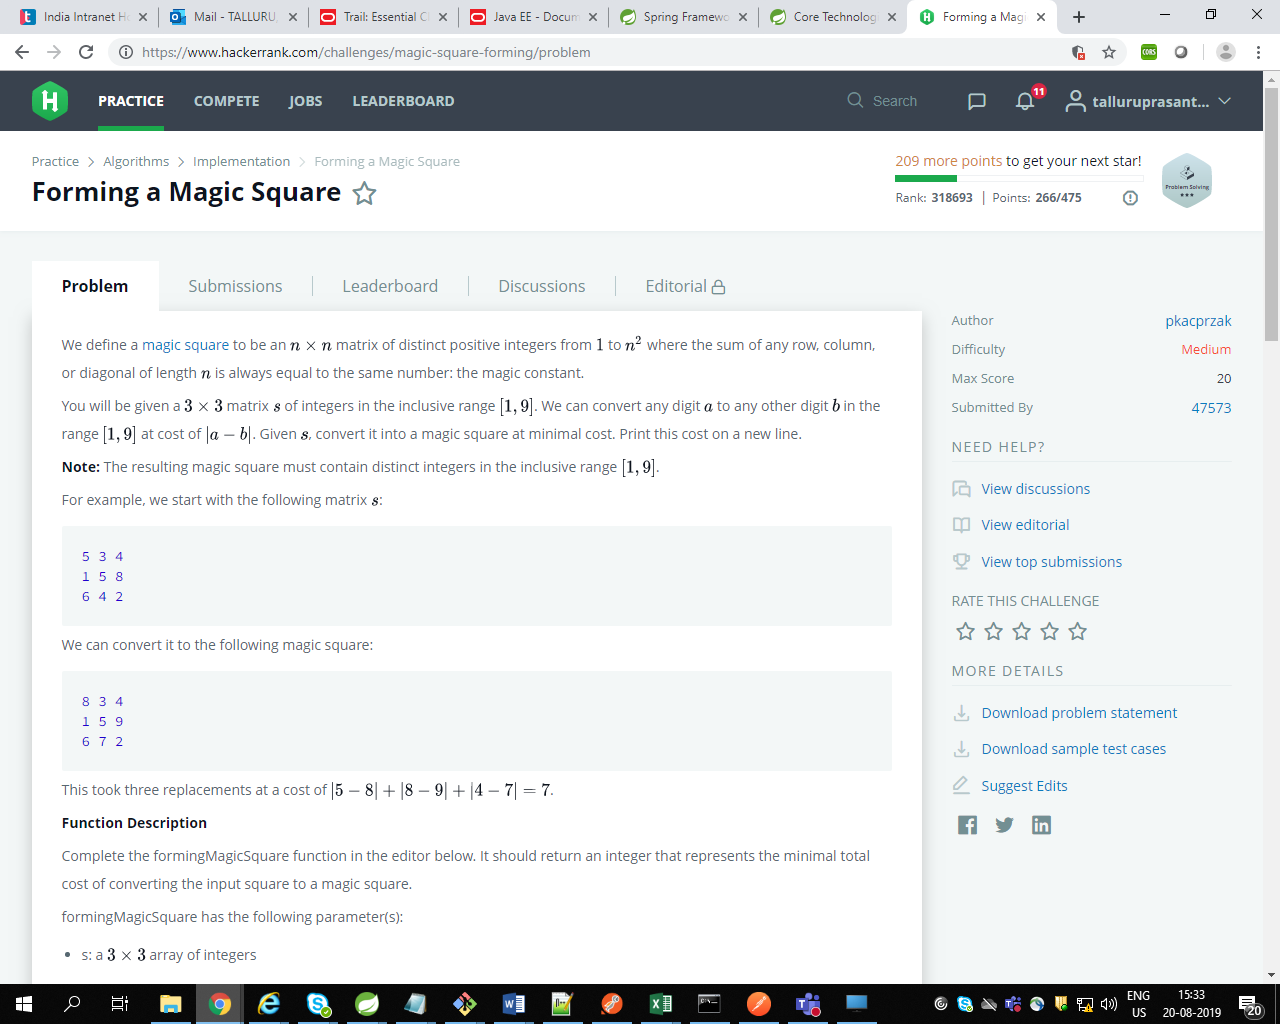 India Intranet Ho
Mail - TALLURU
Trail: Essential C
Java EE - Docum
Spring Framewo
Core Technolog
Forming a Magi
https://www.hackerrank.com/challenges/magic-square-forming/problem
CORS
PRACTICE COMPETE JOBS LEADERBOARD
Search
11
talluruprasant...
Practice > Algorithms > Implementation > Forming a Magic Square
Forming a Magic Square
209 more points to get your next star!
Rank: 318693 | Points: 266/475
Problem Solving
Problem Submissions Leaderboard Discussions Editorial
We define a magic square to be an n × n matrix of distinct positive integers from 1 to n² where the sum of any row, column,
or diagonal of length n is always equal to the same number: the magic constant.
You will be given a 3 × 3 matrix s of integers in the inclusive range [1, 9]. We can convert any digit a to any other digit b in the
range [1, 9] at cost of |a − b|. Given s, convert it into a magic square at minimal cost. Print this cost on a new line.
Note: The resulting magic square must contain distinct integers in the inclusive range [1, 9].
For example, we start with the following matrix s:
5 3 4
1 5 8
6 4 2
We can convert it to the following magic square:
8 3 4
1 5 9
6 7 2
This took three replacements at a cost of |5 − 8| + |8 − 9| + |4 − 7| = 7.
Function Description
Complete the formingMagicSquare function in the editor below. It should return an integer that represents the minimal total
cost of converting the input square to a magic square.
formingMagicSquare has the following parameter(s):
• s: a 3 × 3 array of integers
Author pkacprzak
Difficulty Medium
Max Score 20
Submitted By 47573
NEED HELP?
View discussions
View editorial
View top submissions
RATE THIS CHALLENGE
MORE DETAILS
Download problem statement
Download sample test cases
Suggest Edits
ENG
US
15:33
20-08-2019
20